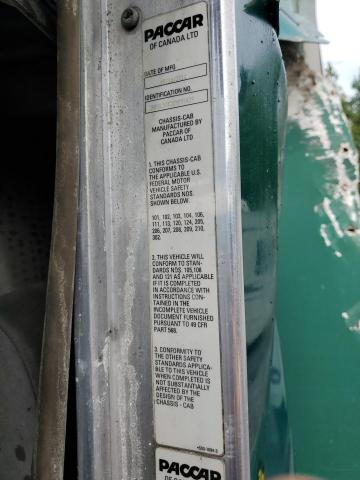 PACCAR
OF CANADA LTD
DATE OF MFG
IDENTIFICATION NO.
CHASSIS-CAB
MANUFACTURED BY
PACCAR OF
CANADA LTD
1. THIS CHASSIS-CAB
CONFORMS TO
THE APPLICABLE U.S.
FEDERAL MOTOR
VEHICLE SAFETY
STANDARDS NOS.
SHOWN BELOW.
101, 102, 103, 104, 106,
111, 113, 120, 124, 205,
206, 207, 208, 209, 210,
302.
2. THIS VEHICLE WILL
CONFORM TO STAN-
DARDS NOS. 105, 108
AND 121 AS APPLICABLE
IF IT IS COMPLETED
IN ACCORDANCE WITH
INSTRUCTIONS CON-
TAINED IN THE
INCOMPLETE VEHICLE
DOCUMENT FURNISHED
PURSUANT TO 49 CFR
PART 568.
3. CONFORMITY TO
THE OTHER SAFETY
STANDARDS APPLICA-
BLE TO THIS VEHICLE
WHEN COMPLETED IS
NOT SUBSTANTIALLY
AFFECTED BY THE
DESIGN OF THE
CHASSIS - CAB
PACCAR